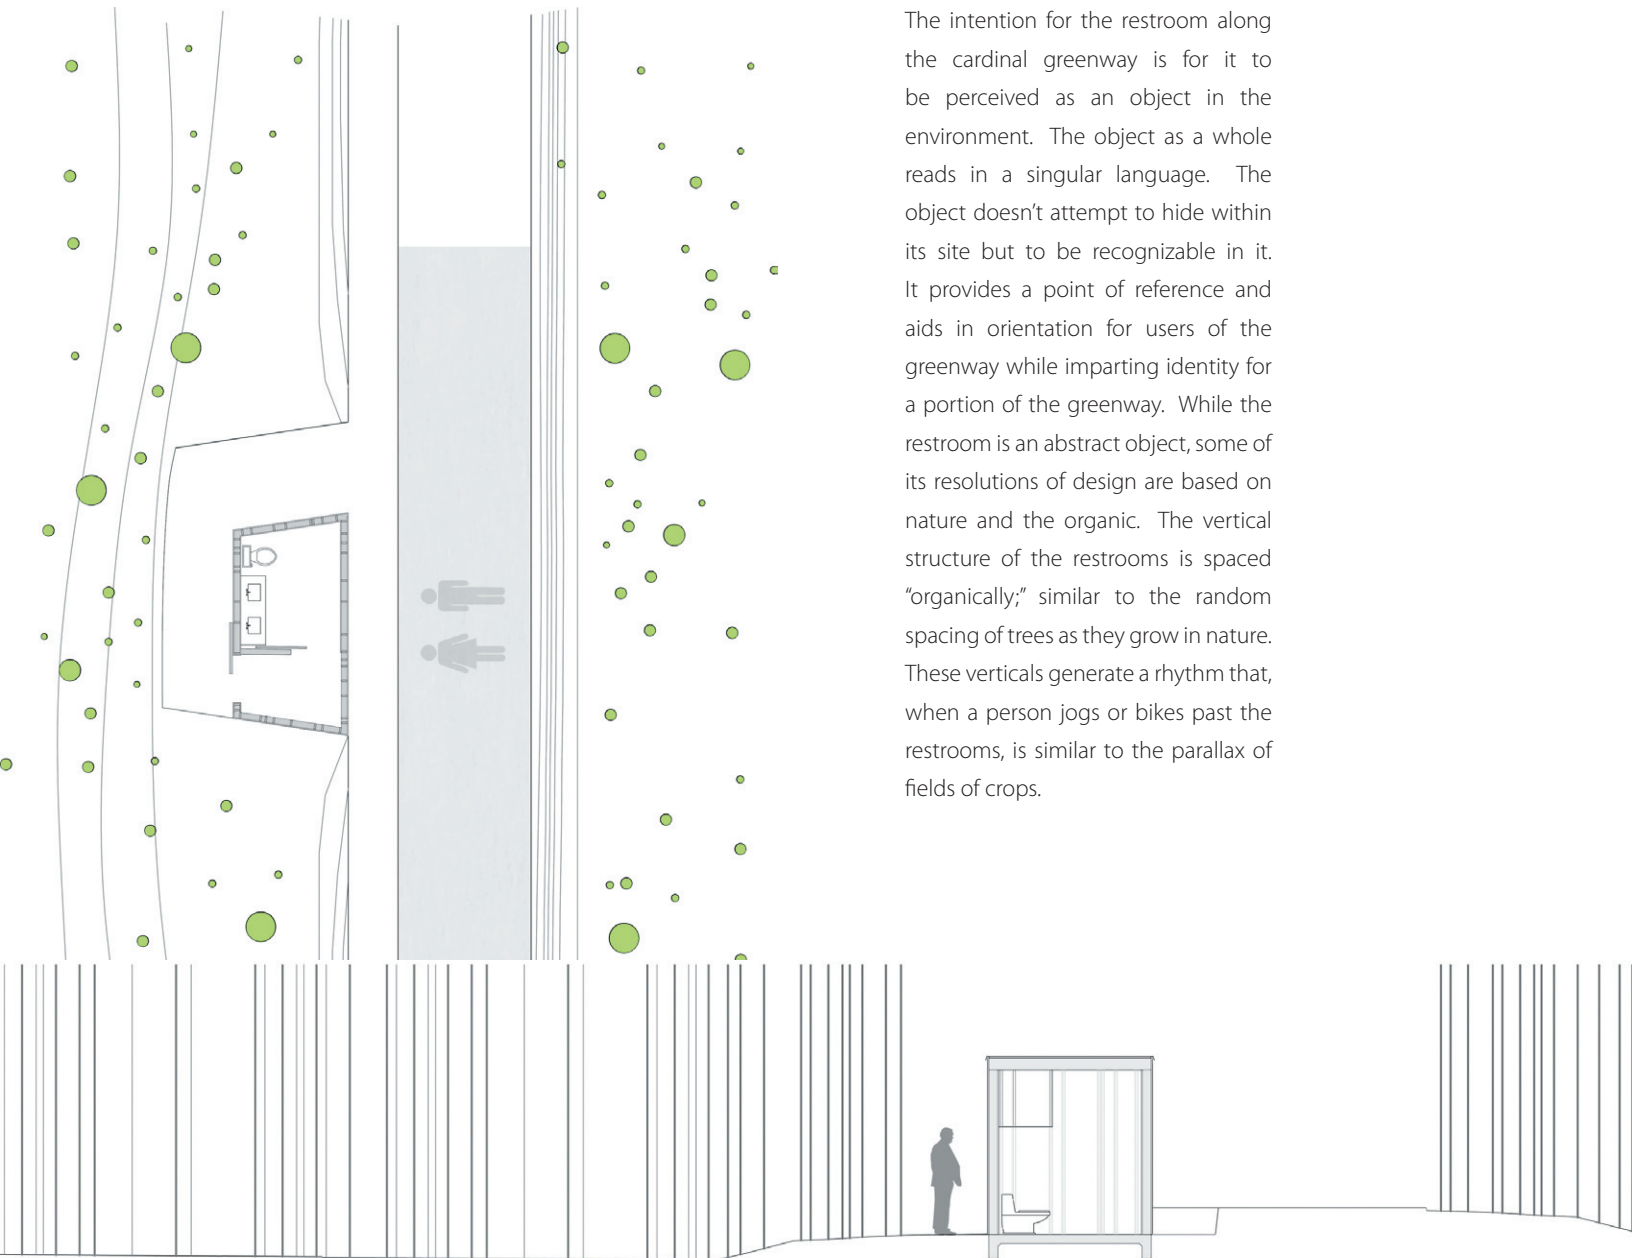 The intention for the restroom along
the cardinal greenway is for it to
be perceived as an object in the
environment. The object as a whole
reads in a singular language. The
object doesn't attempt to hide within
its site but to be recognizable in it.
It provides a point of reference and
aids in orientation for users of the
greenway while imparting identity for
a portion of the greenway. While the
restroom is an abstract object, some of
its resolutions of design are based on
nature and the organic. The vertical
structure of the restrooms is spaced
“organically;” similar to the random
spacing of trees as they grow in nature.
These verticals generate a rhythm that,
when a person jogs or bikes past the
restrooms, is similar to the parallax of
fields of crops.